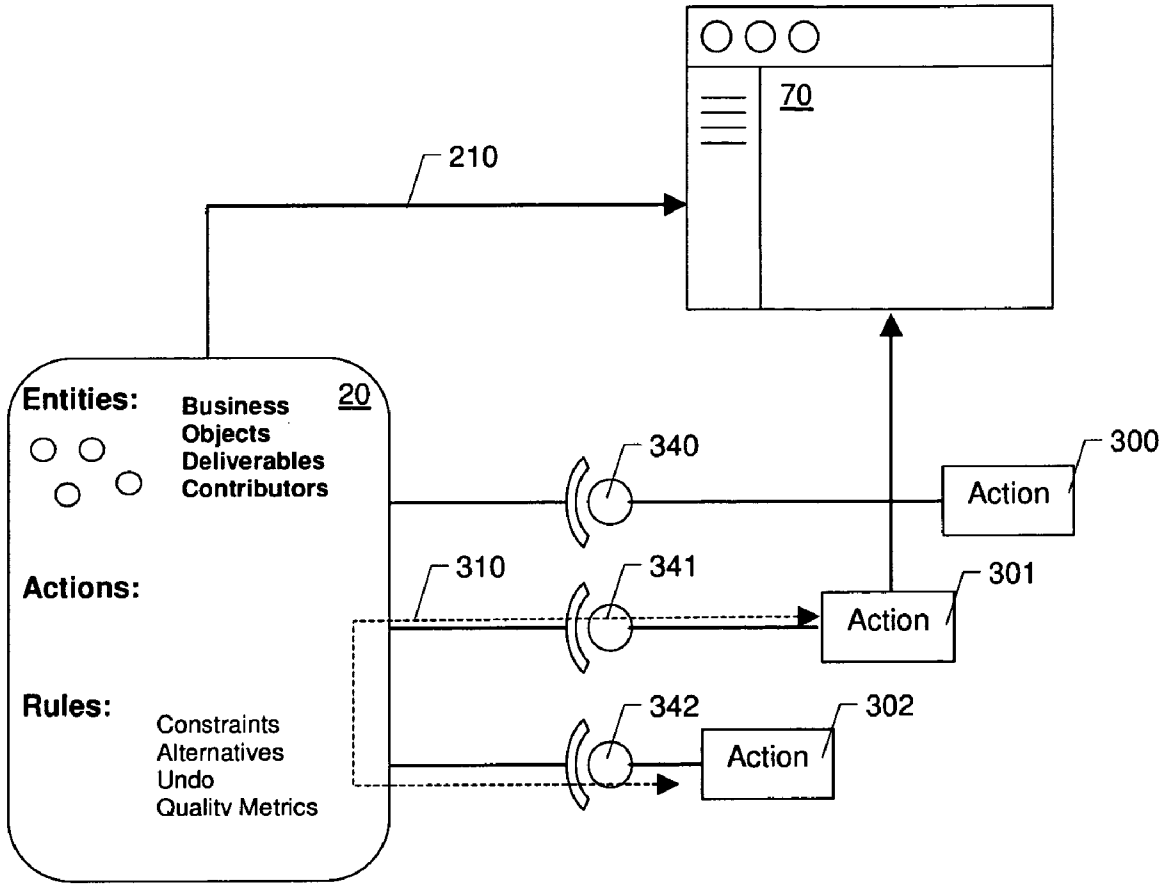 70
210
Entities:
20
Business
Objects
Deliverables
Contributors
340
300
Action
Actions:
310
341
301
Action
Rules:
Constraints
Alternatives
Undo
Quality Metrics
342
302
Action